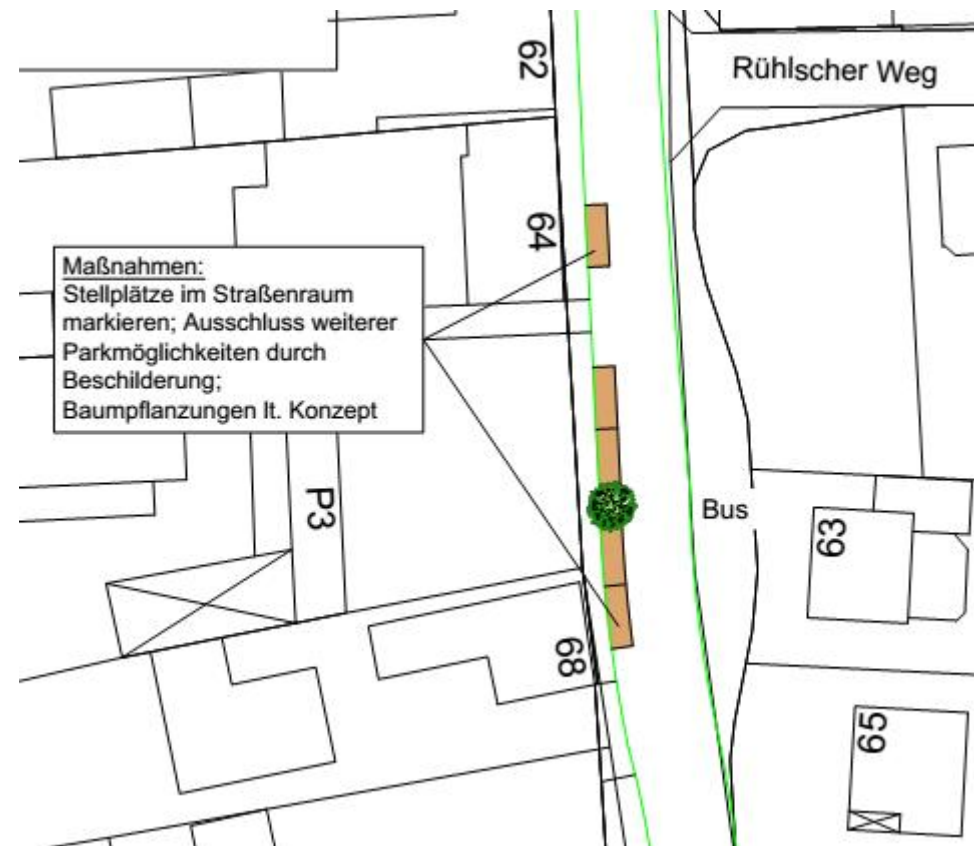 62
Rühlscher Weg
64
Maßnahmen:
Stellplätze im Straßenraum
markieren; Ausschluss weiterer
Parkmöglichkeiten durch
Beschilderung;
Baumpflanzungen lt. Konzept
P3
Bus
63
68
65